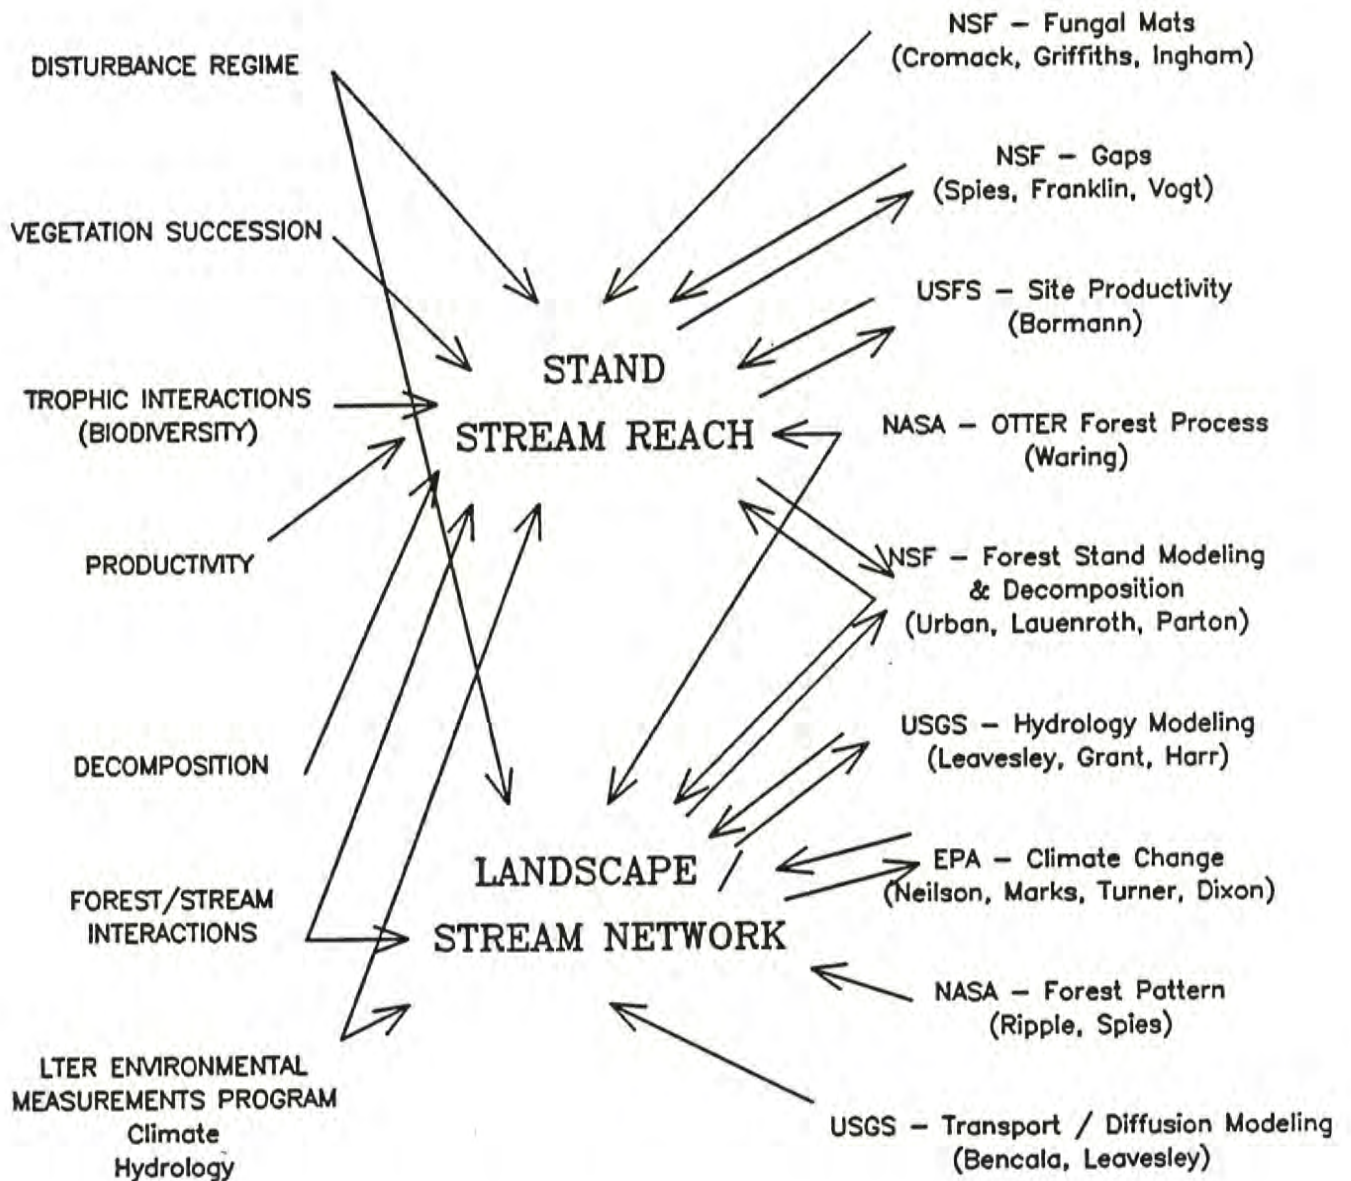 DISTURBANCE REGIME
VEGETATION SUCCESSION
TROPHIC INTERACTIONS
(BIODIVERSITY)
PRODUCTIVITY
DECOMPOSITION
FOREST/STREAM
INTERACTIONS
LTER ENVIRONMENTAL
MEASUREMENTS PROGRAM
Climate
Hydrology
STAND
STREAM REACH
LANDSCAPE /
STREAM NETWORK
NSF – Fungal Mats
(Cromack, Griffiths, Ingham)
NSF – Gaps
(Spies, Franklin, Vogt)
USFS – Site Productivity
(Bormann)
NASA – OTTER Forest Process
(Waring)
NSF – Forest Stand Modeling
& Decomposition
(Urban, Lauenroth, Parton)
USGS – Hydrology Modeling
(Leavesley, Grant, Harr)
EPA – Climate Change
(Neilson, Marks, Turner, Dixon)
NASA – Forest Pattern
(Ripple, Spies)
USGS – Transport / Diffusion Modeling
(Bencala, Leavesley)